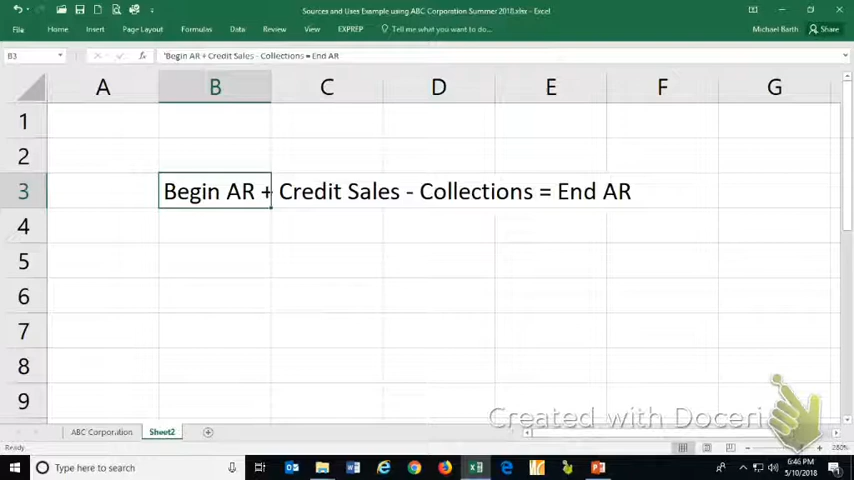 Sources and Uses Example using ABC Corporation Summer 2018.xlsx - Excel
Michael Barth
Share
File Home Insert Page Layout Formulas Data Review View EXPREP Tell me what you want to do...
B3 fx 'Begin AR + Credit Sales - Collections = End AR
A B C D E F G
1
2
3 Begin AR + Credit Sales - Collections = End AR
4
5
6
7
8
9
Created with Doceri
ABC Corporation Sheet2
Ready 280%
Type here to search
6:46 PM
5/10/2018